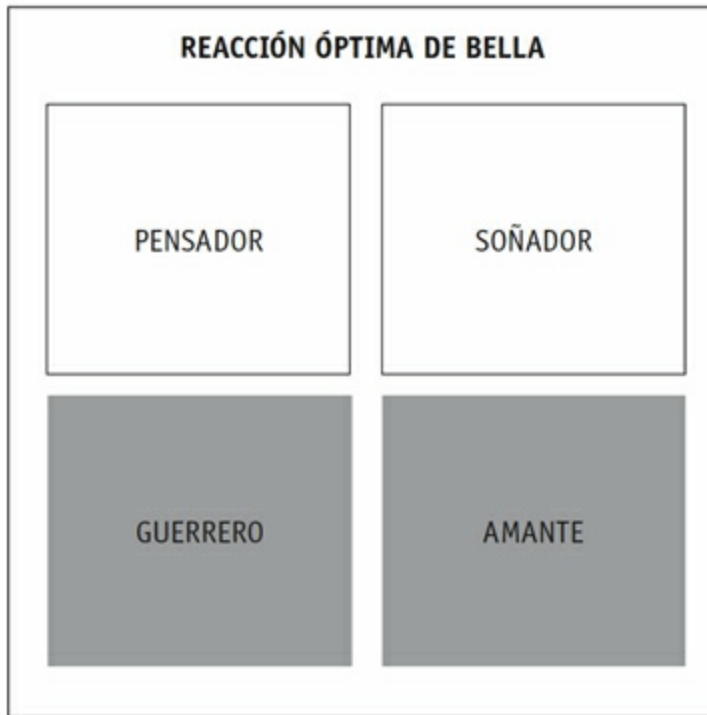 REACCIÓN ÓPTIMA DE BELLA
PENSADOR
SOÑADOR
GUERRERO
AMANTE